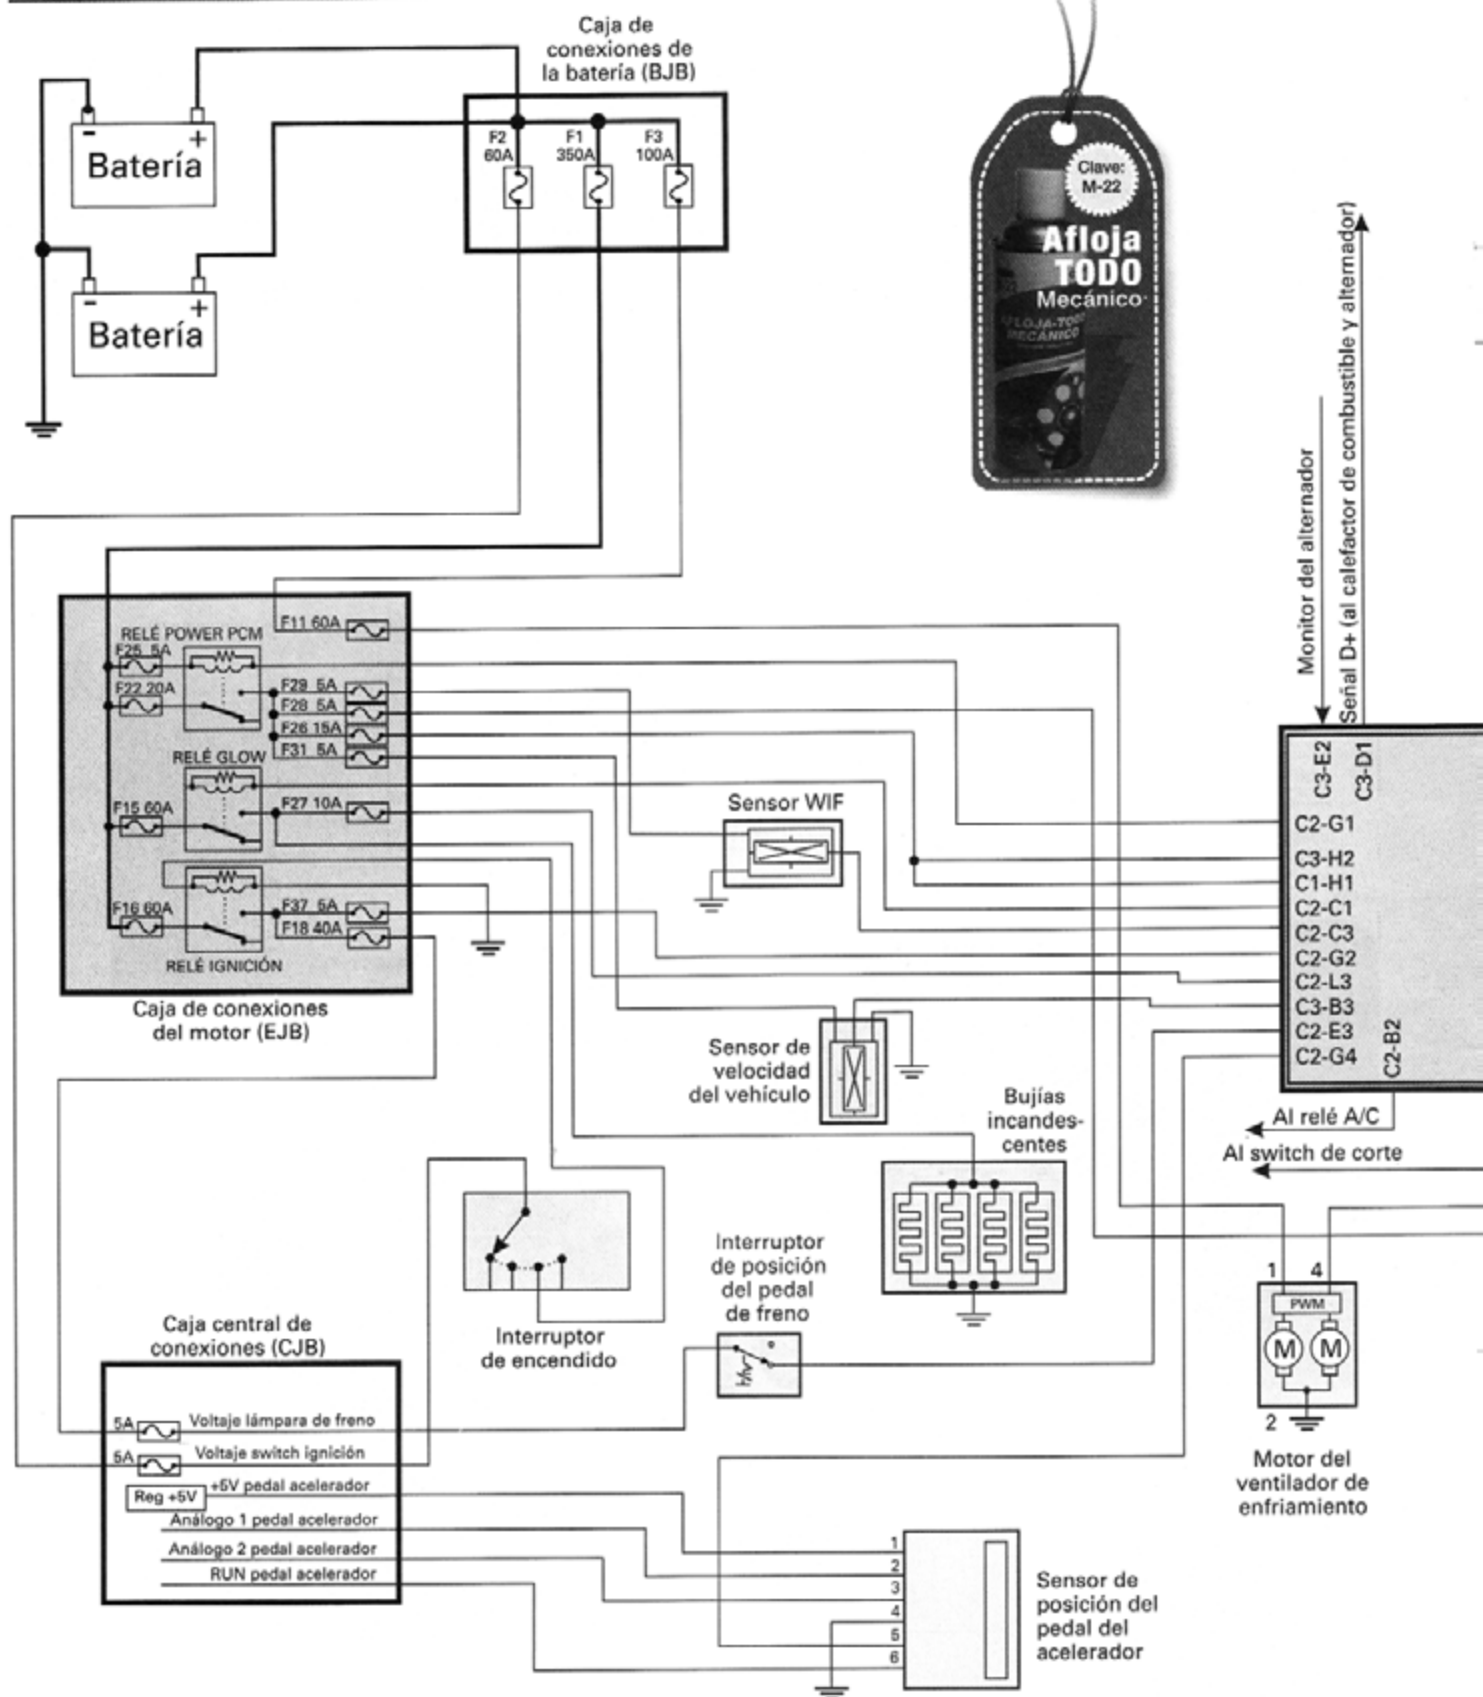 Caja de
conexiones de
la batería (BJB)
-
+
Batería
-
+
Batería
F2
60A
F1
350A
F3
100A
Clave:
M-22
Afloja
TODO
Mecánico
AFLOJA-TODO
MECÁNICO
Monitor del alternador
Señal D+ (al calefactor de combustible y alternador)
RELÉ POWER PCM
F25 5A
F22 20A
F11 60A
F29 5A
F28 5A
F26 15A
F31 5A
RELÉ GLOW
F15 60A
F27 10A
F16 60A
F37 5A
F18 40A
RELÉ IGNICIÓN
Caja de conexiones
del motor (EJB)
Sensor WIF
C3-E2
C3-D1
C2-G1
C3-H2
C1-H1
C2-C1
C2-C3
C2-G2
C2-L3
C3-B3
C2-E3
C2-G4
C2-B2
Sensor de
velocidad
del vehículo
Bujías
incandes-
centes
Al relé A/C
Al switch de corte
Interruptor
de encendido
Interruptor
de posición
del pedal
de freno
1
4
PWM
M
M
2
Motor del
ventilador de
enfriamiento
Caja central de
conexiones (CJB)
5A
Voltaje lámpara de freno
5A
Voltaje switch ignición
Reg +5V
+5V pedal acelerador
Análogo 1 pedal acelerador
Análogo 2 pedal acelerador
RUN pedal acelerador
1
2
3
4
5
6
Sensor de
posición del
pedal del
acelerador